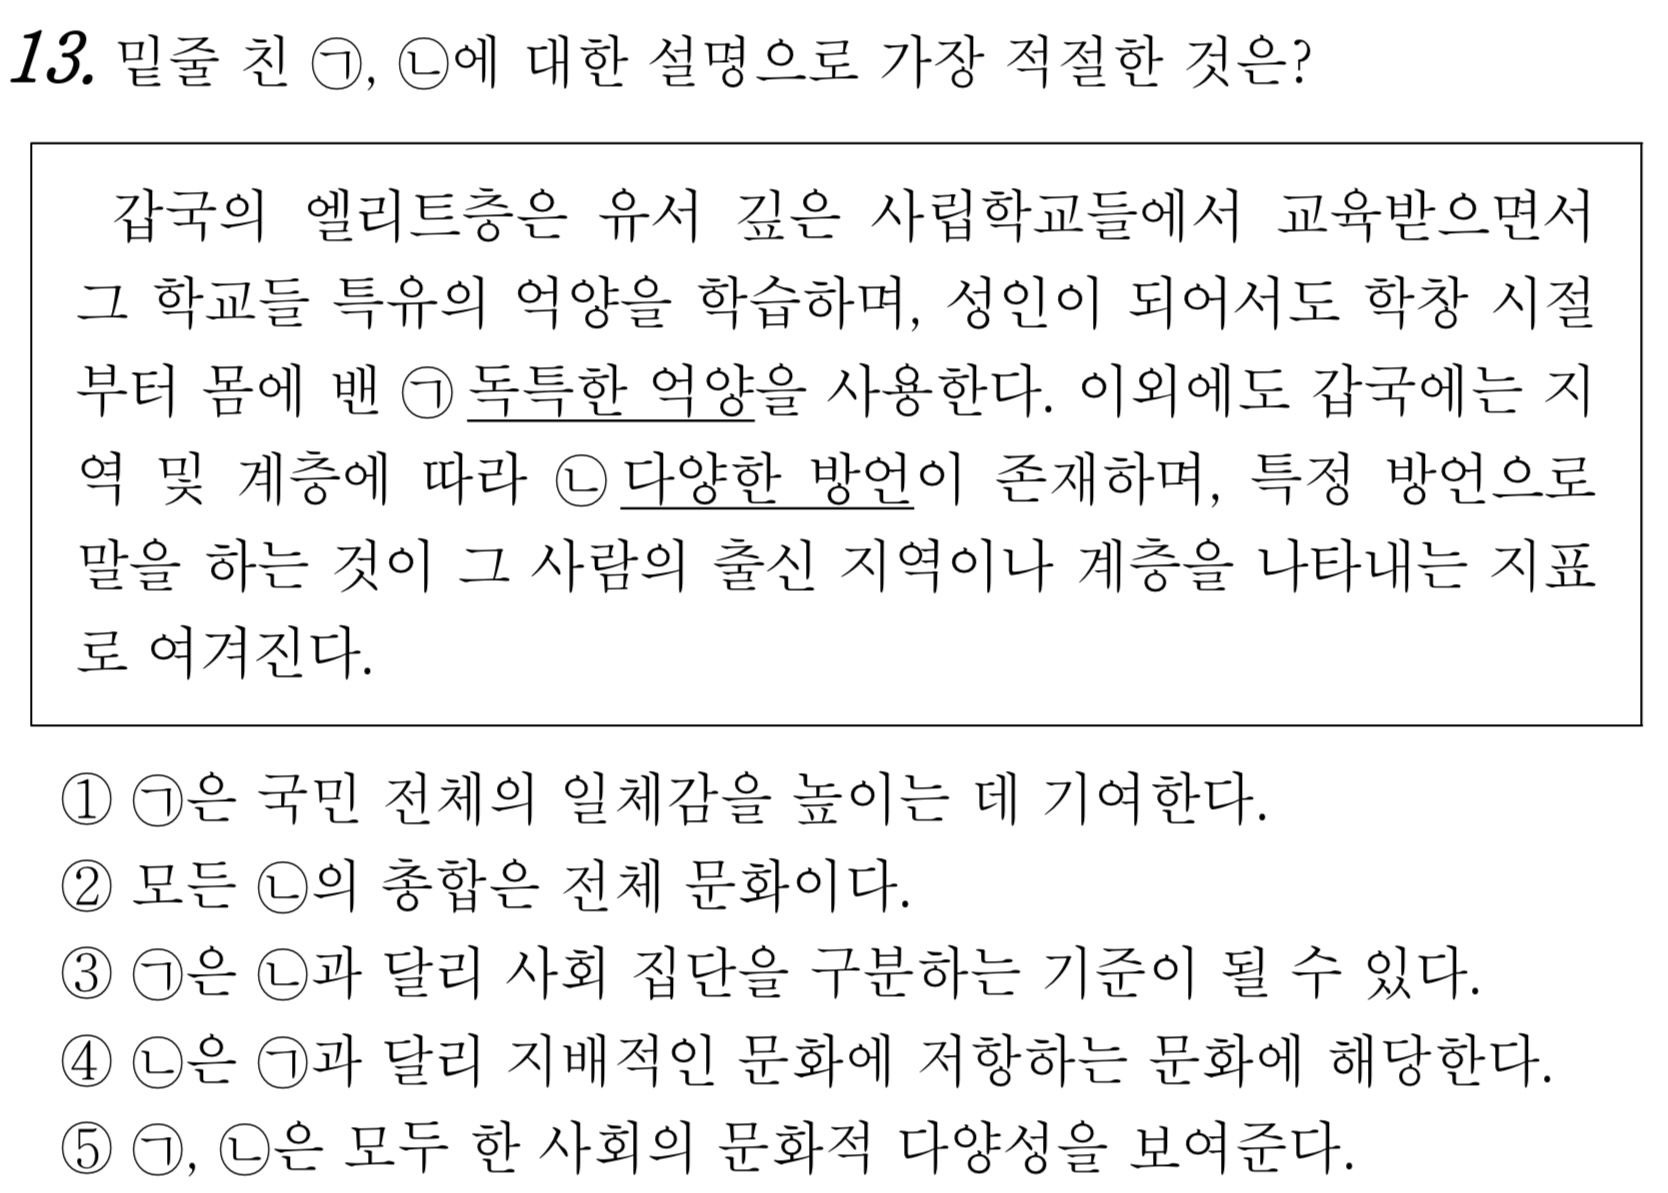 13. 밑줄 친 ㉠, ㉡에 대한 설명으로 가장 적절한 것은?
갑국의 엘리트층은 유서 깊은 사립학교들에서 교육받으면서
그 학교들 특유의 억양을 학습하며, 성인이 되어서도 학창 시절
부터 몸에 밴 ㉠ 독특한 억양을 사용한다. 이외에도 갑국에는 지
역 및 계층에 따라 ㉡ 다양한 방언이 존재하며, 특정 방언으로
말을 하는 것이 그 사람의 출신 지역이나 계층을 나타내는 지표
로 여겨진다.
① ㉠은 국민 전체의 일체감을 높이는 데 기여한다.
② 모든 ㉡의 총합은 전체 문화이다.
③ ㉠은 ㉡과 달리 사회 집단을 구분하는 기준이 될 수 있다.
④ ㉡은 ㉠과 달리 지배적인 문화에 저항하는 문화에 해당한다.
⑤ ㉠, ㉡은 모두 한 사회의 문화적 다양성을 보여준다.